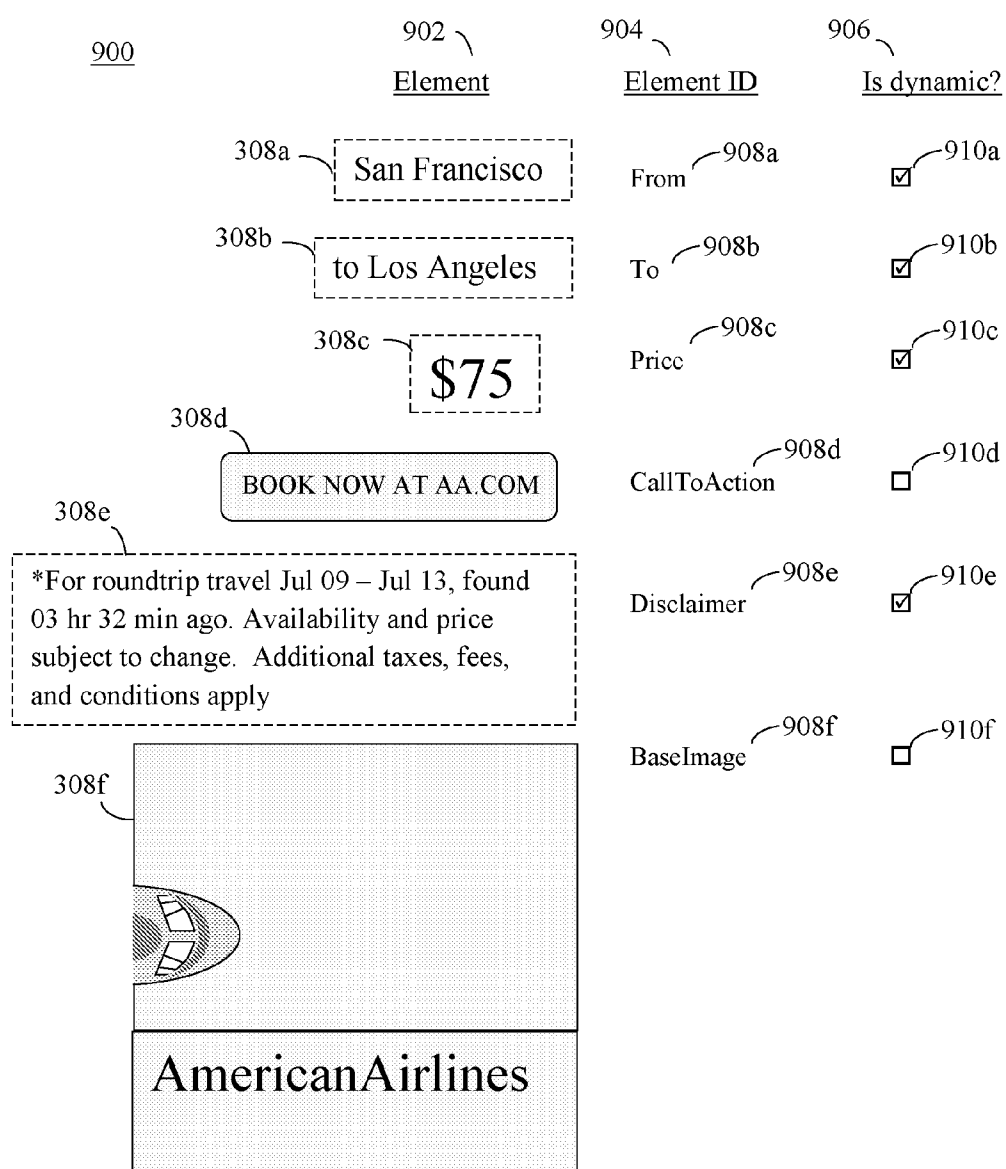 900
902
904
906
Element
Element ID
Is dynamic?
308a
San Francisco
From
908a
910a
308b
to Los Angeles
To
908b
910b
308c
$75
Price
908c
910c
308d
BOOK NOW AT AA.COM
CallToAction
908d
910d
308e
*For roundtrip travel Jul 09 – Jul 13, found
03 hr 32 min ago. Availability and price
subject to change. Additional taxes, fees,
and conditions apply
Disclaimer
908e
910e
BaseImage
908f
910f
308f
AmericanAirlines